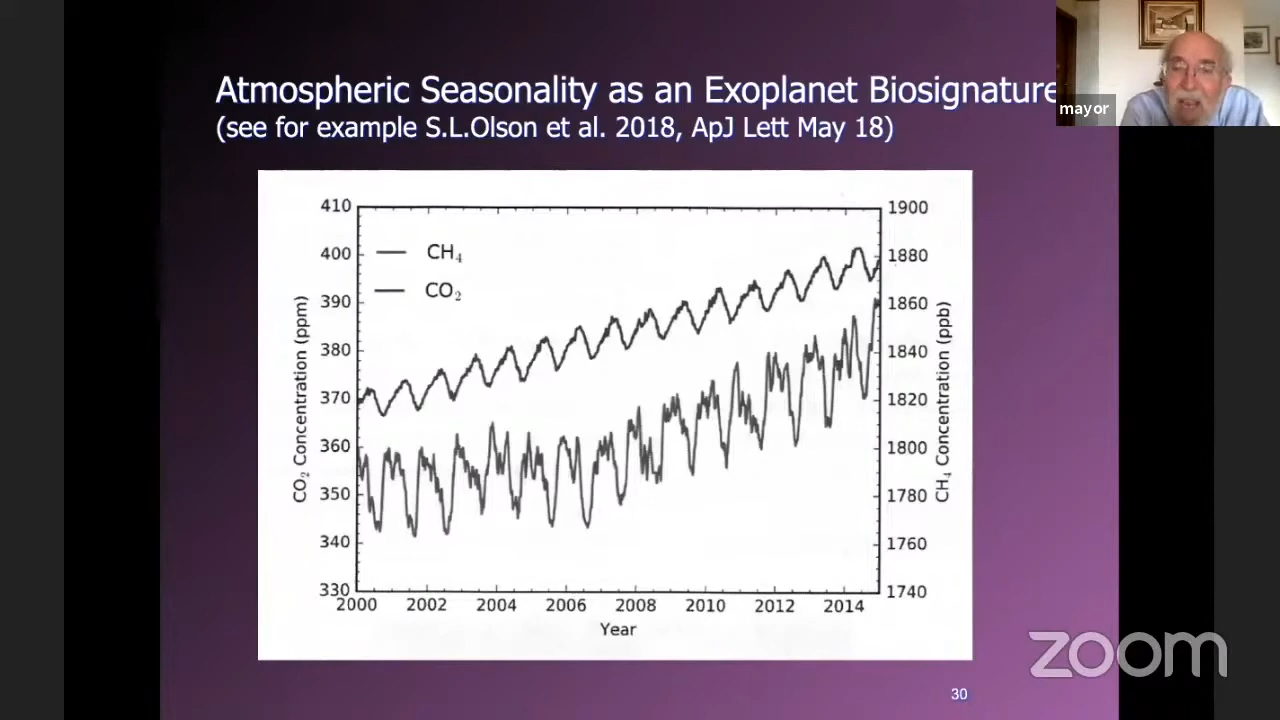 Atmospheric Seasonality as an Exoplanet Biosignature
(see for example S.L.Olson et al. 2018, ApJ Lett May 18)
mayor
410
400
390
380
370
360
350
340
330
CO₂ Concentration (ppm)
CH₄
CO₂
1900
1880
1860
1840
1820
1800
1780
1760
1740
CH₄ Concentration (ppb)
2000 2002 2004 2006 2008 2010 2012 2014
Year
zoom
30